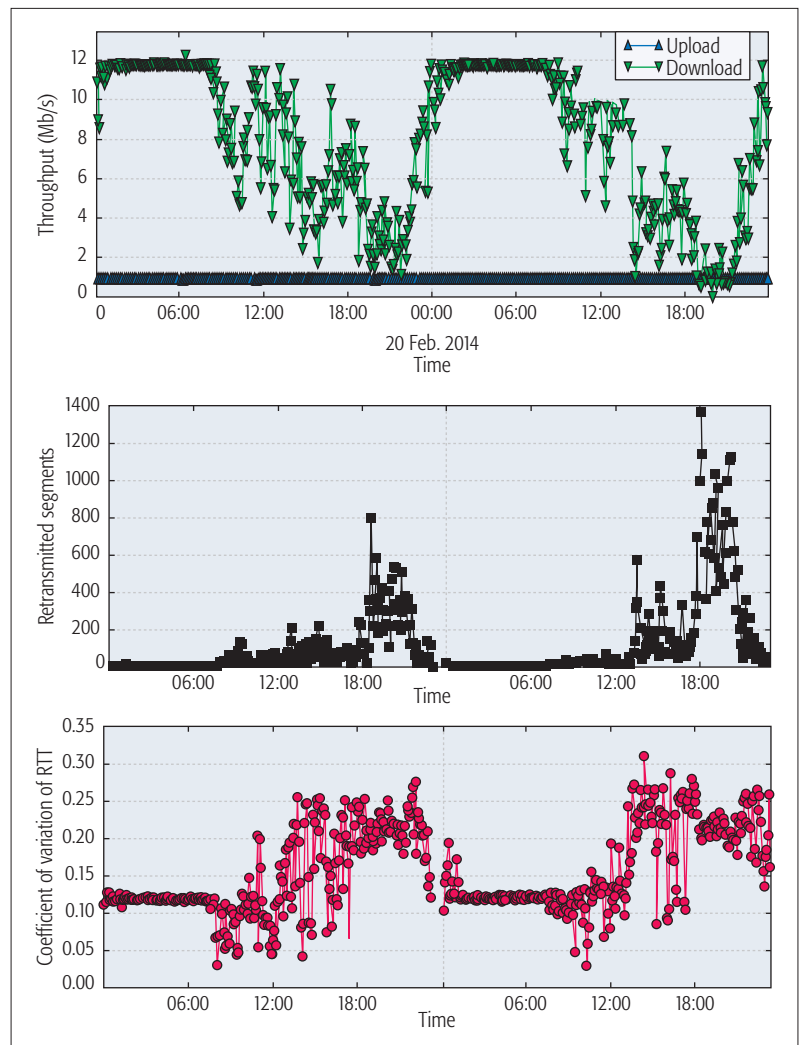 Throughput (Mb/s)
12
10
8
6
4
2
0
Upload
Download
0 06:00 12:00 18:00 00:00 06:00 12:00 18:00
20 Feb. 2014
Time
Retransmitted segments
1400
1200
1000
800
600
400
200
0
06:00 12:00 18:00 06:00 12:00 18:00
Time
Coefficient of variation of RTT
0.35
0.30
0.25
0.20
0.15
0.10
0.05
0.00
06:00 12:00 18:00 06:00 12:00 18:00
Time